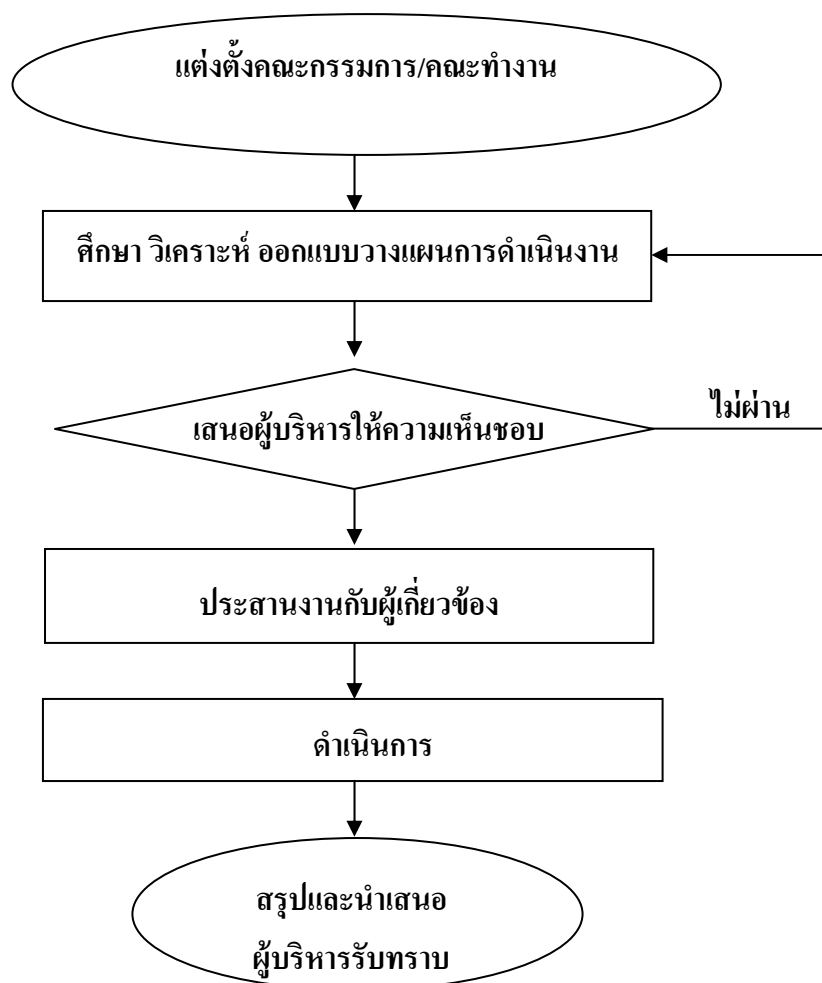 แต่งตั้งคณะกรรมการ/คณะทำงาน
ศึกษา วิเคราะห์ ออกแบบวางแผนการดำเนินงาน
ไม่ผ่าน
เสนอผู้บริหารให้ความเห็นชอบ
ประสานงานกับผู้เกี่ยวข้อง
ดำเนินการ
สรุปและนำเสนอ
ผู้บริหารรับทราบ